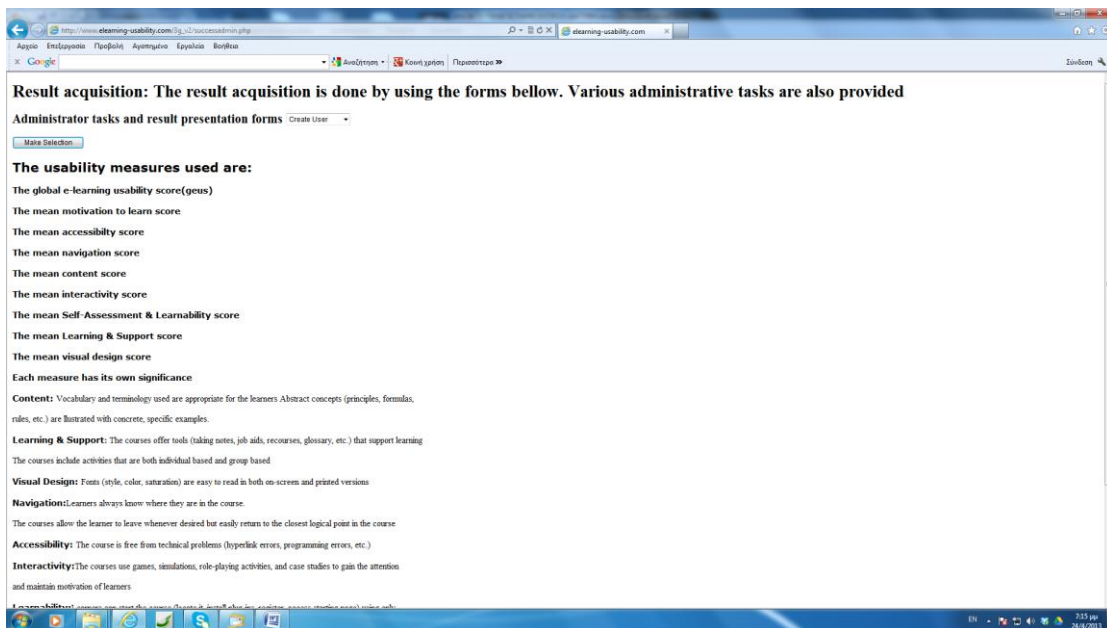 http://www.elearning-usability.com/3g_v2/successadmin.php
elearning-usability.com
Αρχείο Επεξεργασία Προβολή Αγαπημένα Εργαλεία Βοήθεια
x Google Αναζήτηση Κοινή χρήση Περισσότερα » Σύνδεση
Result acquisition: The result acquisition is done by using the forms bellow. Various administrative tasks are also provided
Administrator tasks and result presentation forms Create User
Make Selection
The usability measures used are:
The global e-learning usability score(geus)
The mean motivation to learn score
The mean accessibilty score
The mean navigation score
The mean content score
The mean interactivity score
The mean Self-Assessment & Learnability score
The mean Learning & Support score
The mean visual design score
Each measure has its own significance
Content: Vocabulary and terminology used are appropriate for the learners Abstract concepts (principles, formulas,
rules, etc.) are llustrated with concrete, specific examples.
Learning & Support: The courses offer tools (taking notes, job aids, recourses, glossary, etc.) that support learning
The courses include activities that are both individual based and group based
Visual Design: Fonts (style, color, saturation) are easy to read in both on-screen and printed versions
Navigation:Learners always know where they are in the course.
The courses allow the learner to leave whenever desired but easily return to the closest logical point in the course
Accessibility: The course is free from technical problems (hyperlink errors, programming errors, etc.)
Interactivity:The courses use games, simulations, role-playing activities, and case studies to gain the attention
and maintain motivation of learners
EN
7:15 μμ
24/4/2013